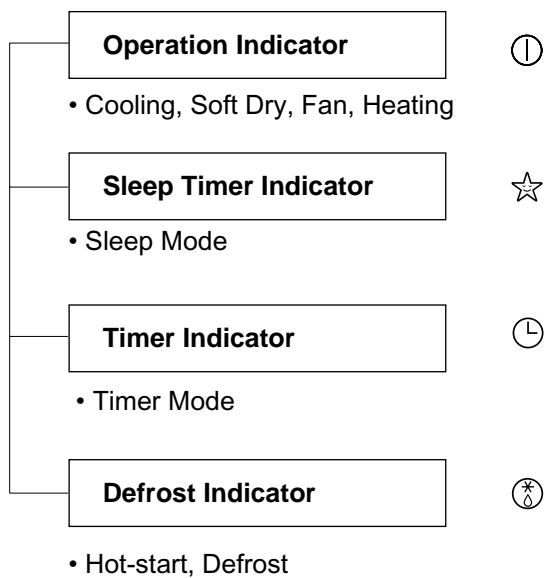 Operation Indicator
• Cooling, Soft Dry, Fan, Heating
Sleep Timer Indicator
• Sleep Mode
Timer Indicator
• Timer Mode
Defrost Indicator
• Hot-start, Defrost